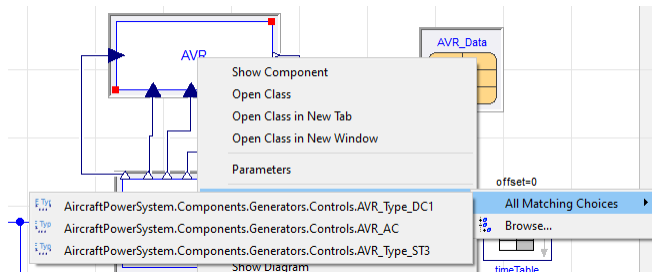 AVR
AVR_Data
Show Component
Open Class
Open Class in New Tab
Open Class in New Window
Parameters
offset=0
AircraftPowerSystem.Components.Generators.Controls.AVR_Type_DC1
All Matching Choices
AircraftPowerSystem.Components.Generators.Controls.AVR_AC
Browse...
AircraftPowerSystem.Components.Generators.Controls.AVR_Type_ST3
Show Diagram
timeTable